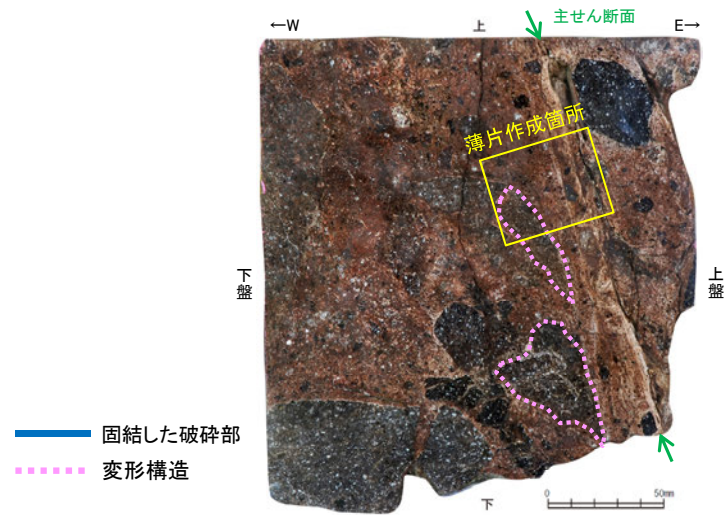 ←W
上
主せん断面
E→
薄片作成箇所
下盤
上盤
固結した破砕部
変形構造
下
0
50mm